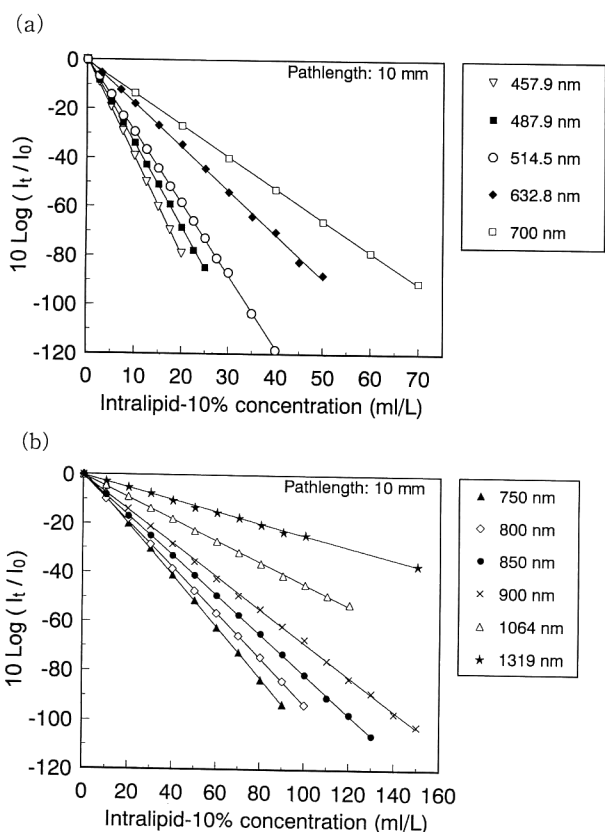 (a)
10 Log ( It / I0)
0
-20
-40
-60
-80
-100
-120
Pathlength: 10 mm
0 10 20 30 40 50 60 70
Intralipid-10% concentration (ml/L)
457.9 nm
487.9 nm
514.5 nm
632.8 nm
700 nm
(b)
10 Log ( It / I0)
0
-20
-40
-60
-80
-100
-120
Pathlength: 10 mm
0 20 40 60 80 100 120 140 160
Intralipid-10% concentration (ml/L)
750 nm
800 nm
850 nm
900 nm
1064 nm
1319 nm